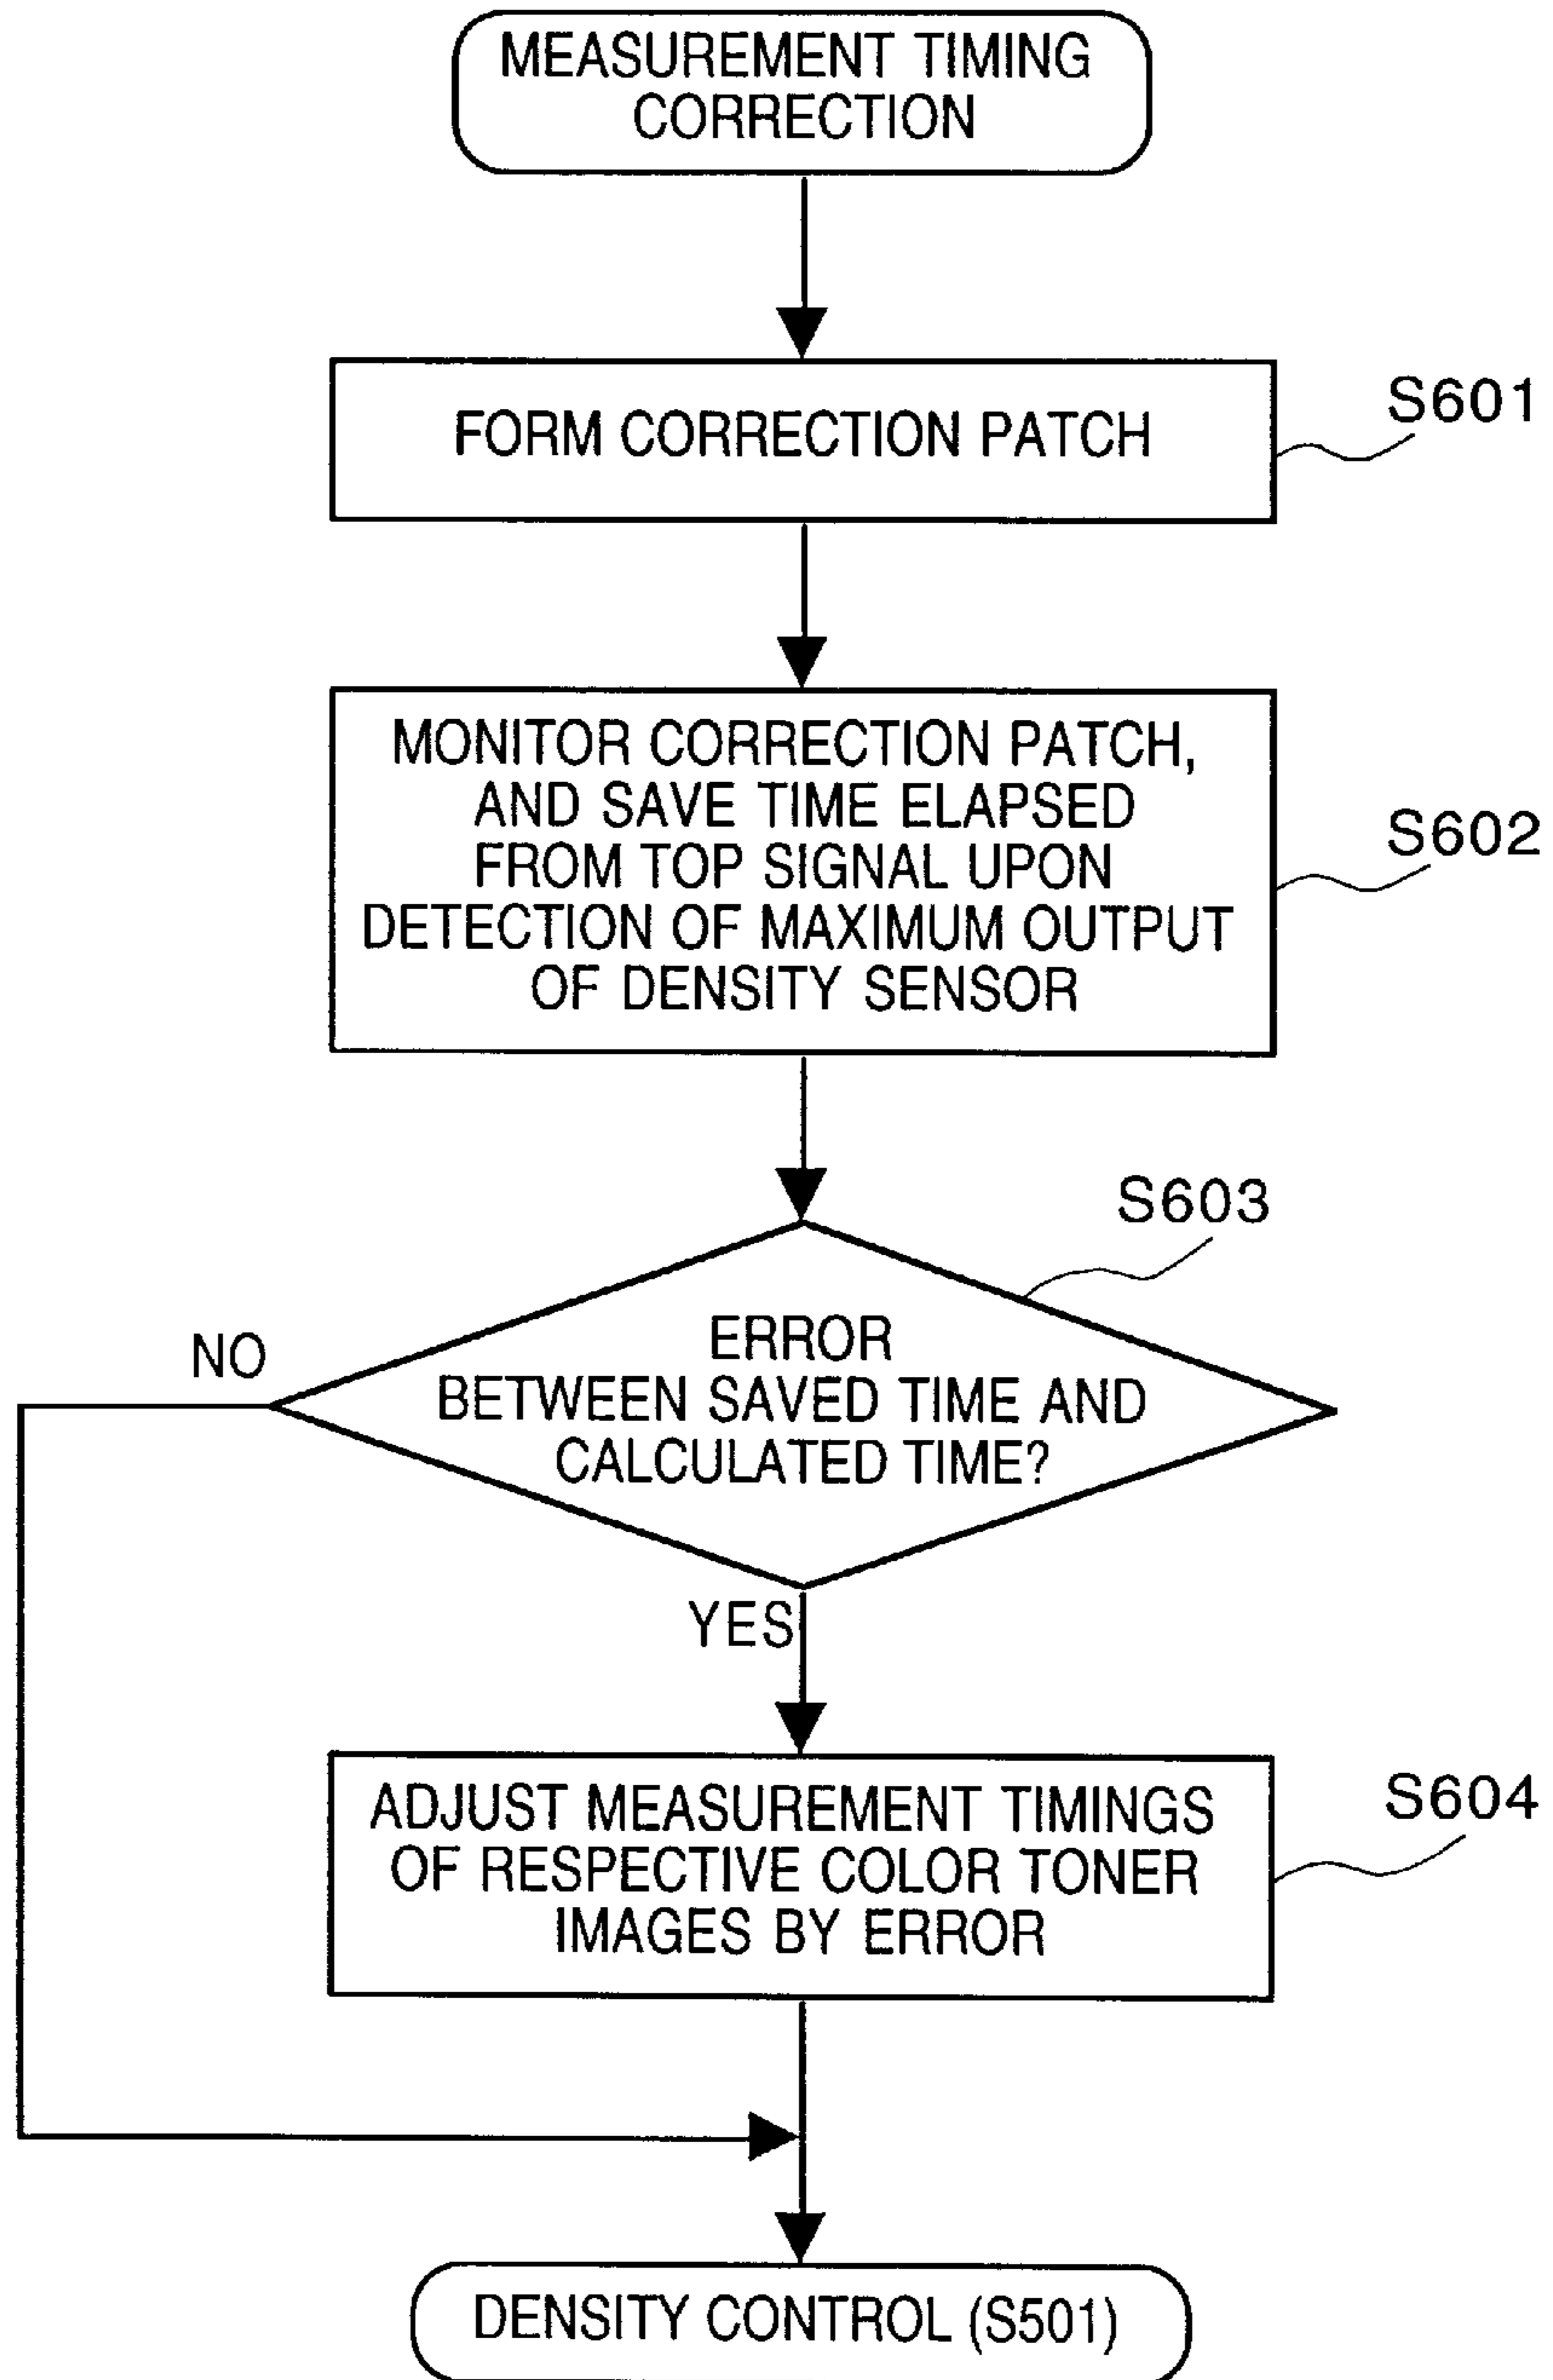 MEASUREMENT TIMING
CORRECTION
FORM CORRECTION PATCH
S601
MONITOR CORRECTION PATCH,
AND SAVE TIME ELAPSED
FROM TOP SIGNAL UPON
DETECTION OF MAXIMUM OUTPUT
OF DENSITY SENSOR
S602
S603
ERROR
BETWEEN SAVED TIME AND
CALCULATED TIME?
NO
YES
ADJUST MEASUREMENT TIMINGS
OF RESPECTIVE COLOR TONER
IMAGES BY ERROR
S604
DENSITY CONTROL (S501)